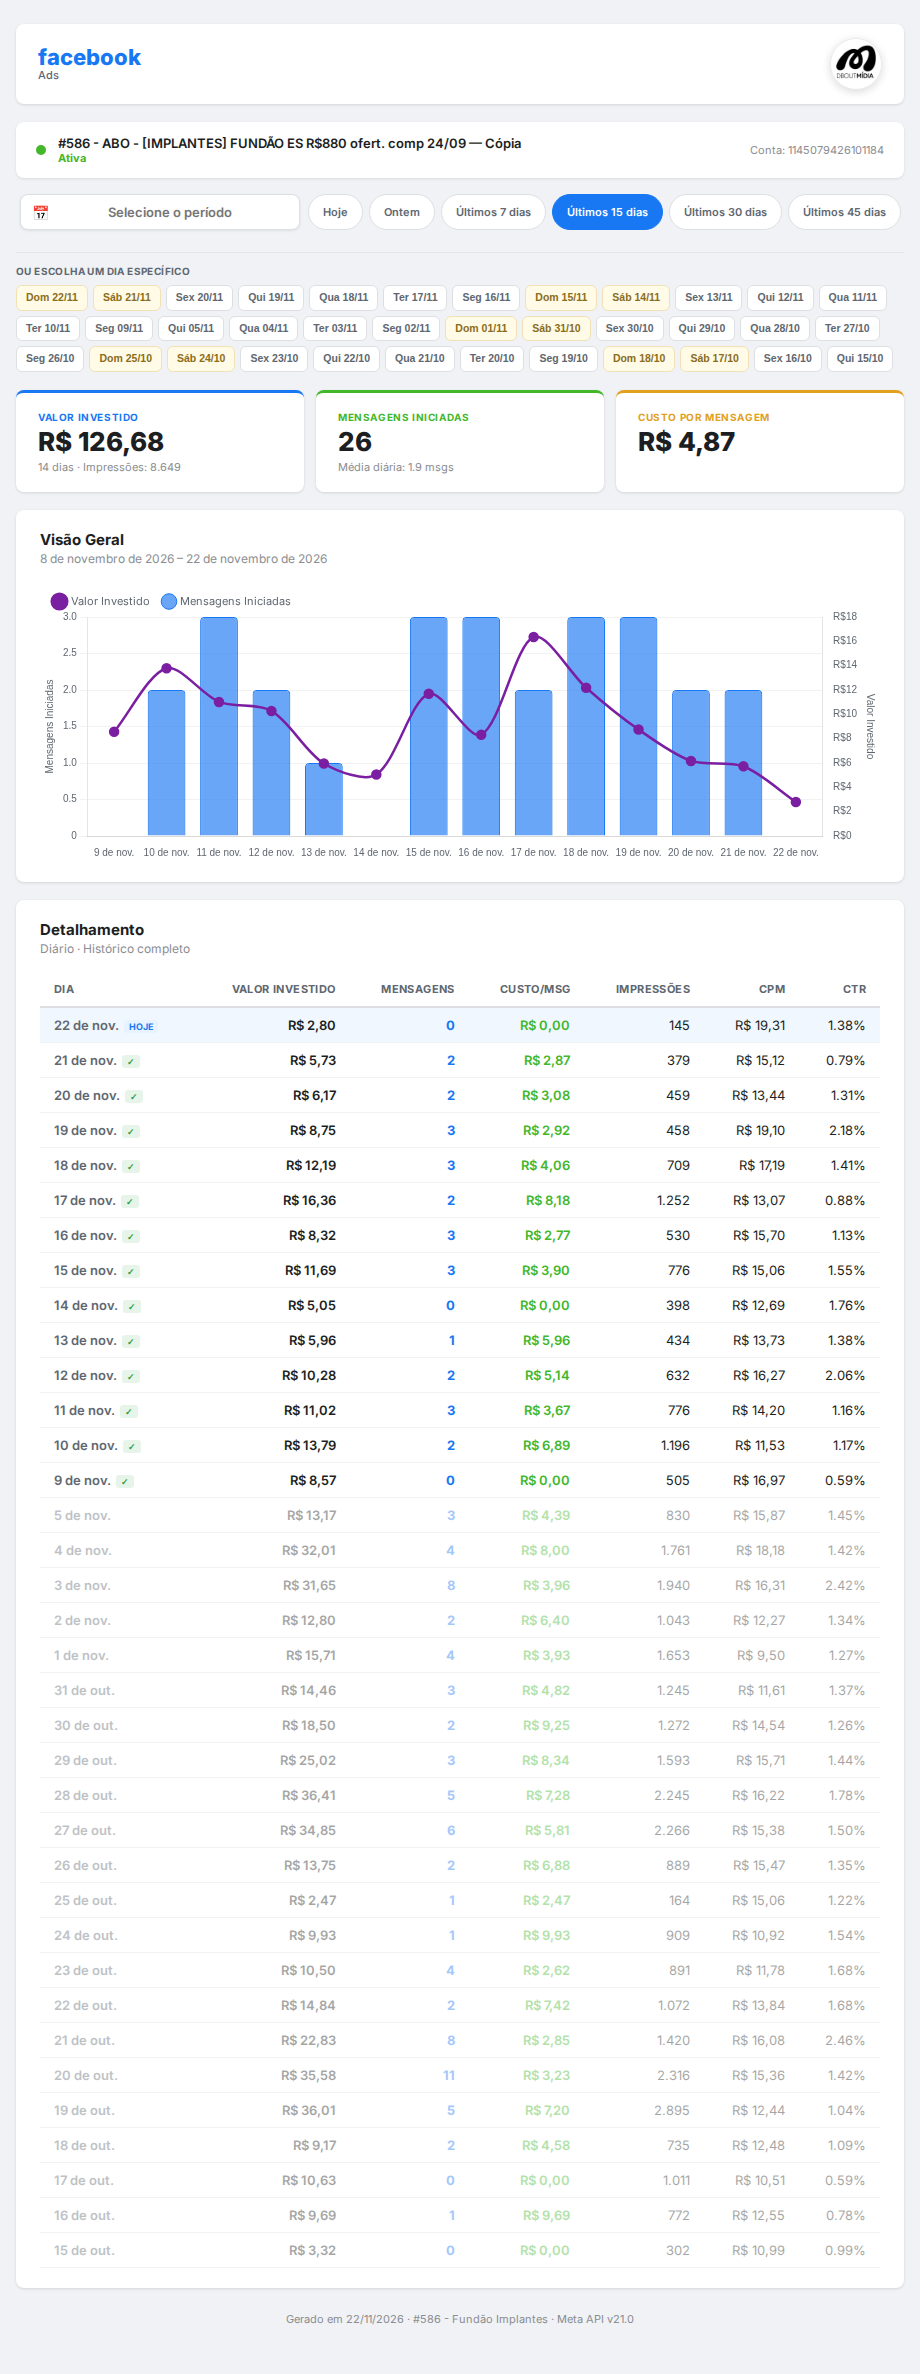 facebook
Ads
DBOUTMÍDIA
#586 - ABO - [IMPLANTES] FUNDÃO ES R$880 ofert. comp 24/09 — Cópia
Ativa
Conta: 1145079426101184
Selecione o período
Hoje
Ontem
Últimos 7 dias
Últimos 15 dias
Últimos 30 dias
Últimos 45 dias
OU ESCOLHA UM DIA ESPECÍFICO
Dom 22/11 Sáb 21/11 Sex 20/11 Qui 19/11 Qua 18/11 Ter 17/11 Seg 16/11 Dom 15/11 Sáb 14/11 Sex 13/11 Qui 12/11 Qua 11/11
Ter 10/11 Seg 09/11 Qui 05/11 Qua 04/11 Ter 03/11 Seg 02/11 Dom 01/11 Sáb 31/10 Sex 30/10 Qui 29/10 Qua 28/10 Ter 27/10
Seg 26/10 Dom 25/10 Sáb 24/10 Sex 23/10 Qui 22/10 Qua 21/10 Ter 20/10 Seg 19/10 Dom 18/10 Sáb 17/10 Sex 16/10 Qui 15/10
VALOR INVESTIDO
R$ 126,68
14 dias · Impressões: 8.649
MENSAGENS INICIADAS
26
Média diária: 1.9 msgs
CUSTO POR MENSAGEM
R$ 4,87
Visão Geral
8 de novembro de 2026 – 22 de novembro de 2026
Valor Investido
Mensagens Iniciadas
3.0
2.5
2.0
1.5
1.0
0.5
0
Mensagens Iniciadas
R$18
R$16
R$14
R$12
R$10
R$8
R$6
R$4
R$2
R$0
Valor Investido
9 de nov. 10 de nov. 11 de nov. 12 de nov. 13 de nov. 14 de nov. 15 de nov. 16 de nov. 17 de nov. 18 de nov. 19 de nov. 20 de nov. 21 de nov. 22 de nov.
Detalhamento
Diário · Histórico completo
DIA VALOR INVESTIDO MENSAGENS CUSTO/MSG IMPRESSÕES CPM CTR
22 de nov. HOJE R$ 2,80 0 R$ 0,00 145 R$ 19,31 1.38%
21 de nov. ✓ R$ 5,73 2 R$ 2,87 379 R$ 15,12 0.79%
20 de nov. ✓ R$ 6,17 2 R$ 3,08 459 R$ 13,44 1.31%
19 de nov. ✓ R$ 8,75 3 R$ 2,92 458 R$ 19,10 2.18%
18 de nov. ✓ R$ 12,19 3 R$ 4,06 709 R$ 17,19 1.41%
17 de nov. ✓ R$ 16,36 2 R$ 8,18 1.252 R$ 13,07 0.88%
16 de nov. ✓ R$ 8,32 3 R$ 2,77 530 R$ 15,70 1.13%
15 de nov. ✓ R$ 11,69 3 R$ 3,90 776 R$ 15,06 1.55%
14 de nov. ✓ R$ 5,05 0 R$ 0,00 398 R$ 12,69 1.76%
13 de nov. ✓ R$ 5,96 1 R$ 5,96 434 R$ 13,73 1.38%
12 de nov. ✓ R$ 10,28 2 R$ 5,14 632 R$ 16,27 2.06%
11 de nov. ✓ R$ 11,02 3 R$ 3,67 776 R$ 14,20 1.16%
10 de nov. ✓ R$ 13,79 2 R$ 6,89 1.196 R$ 11,53 1.17%
9 de nov. ✓ R$ 8,57 0 R$ 0,00 505 R$ 16,97 0.59%
5 de nov. R$ 13,17 3 R$ 4,39 830 R$ 15,87 1.45%
4 de nov. R$ 32,01 4 R$ 8,00 1.761 R$ 18,18 1.42%
3 de nov. R$ 31,65 8 R$ 3,96 1.940 R$ 16,31 2.42%
2 de nov. R$ 12,80 2 R$ 6,40 1.043 R$ 12,27 1.34%
1 de nov. R$ 15,71 4 R$ 3,93 1.653 R$ 9,50 1.27%
31 de out. R$ 14,46 3 R$ 4,82 1.245 R$ 11,61 1.37%
30 de out. R$ 18,50 2 R$ 9,25 1.272 R$ 14,54 1.26%
29 de out. R$ 25,02 3 R$ 8,34 1.593 R$ 15,71 1.44%
28 de out. R$ 36,41 5 R$ 7,28 2.245 R$ 16,22 1.78%
27 de out. R$ 34,85 6 R$ 5,81 2.266 R$ 15,38 1.50%
26 de out. R$ 13,75 2 R$ 6,88 889 R$ 15,47 1.35%
25 de out. R$ 2,47 1 R$ 2,47 164 R$ 15,06 1.22%
24 de out. R$ 9,93 1 R$ 9,93 909 R$ 10,92 1.54%
23 de out. R$ 10,50 4 R$ 2,62 891 R$ 11,78 1.68%
22 de out. R$ 14,84 2 R$ 7,42 1.072 R$ 13,84 1.68%
21 de out. R$ 22,83 8 R$ 2,85 1.420 R$ 16,08 2.46%
20 de out. R$ 35,58 11 R$ 3,23 2.316 R$ 15,36 1.42%
19 de out. R$ 36,01 5 R$ 7,20 2.895 R$ 12,44 1.04%
18 de out. R$ 9,17 2 R$ 4,58 735 R$ 12,48 1.09%
17 de out. R$ 10,63 0 R$ 0,00 1.011 R$ 10,51 0.59%
16 de out. R$ 9,69 1 R$ 9,69 772 R$ 12,55 0.78%
15 de out. R$ 3,32 0 R$ 0,00 302 R$ 10,99 0.99%
Gerado em 22/11/2026 · #586 - Fundão Implantes · Meta API v21.0